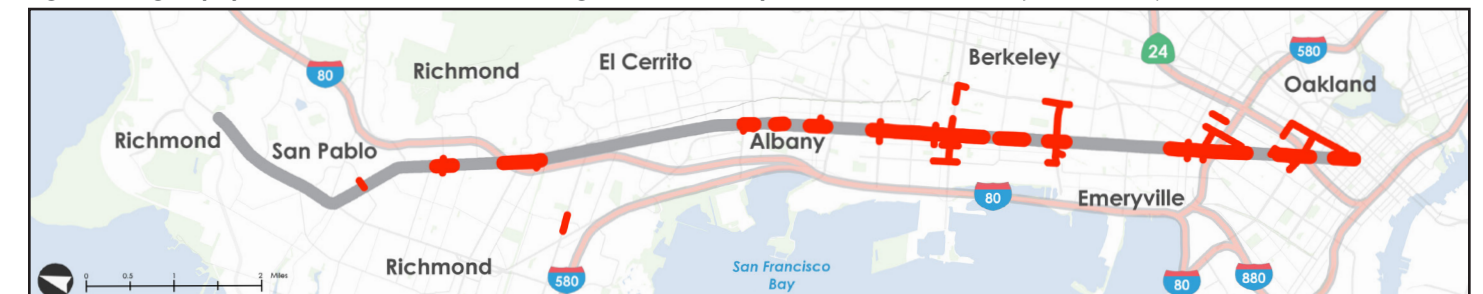 24
580
80
Berkeley
El Cerrito
Richmond
Oakland
Richmond
San Pablo
Albany
80
Emeryville
Richmond
580
San Francisco
Bay
80
880
0 0.5 1 2 Miles